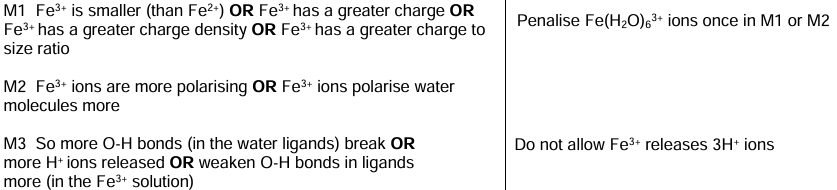 M1 Fe³⁺ is smaller (than Fe²⁺) OR Fe³⁺ has a greater charge OR
Fe³⁺ has a greater charge density OR Fe³⁺ has a greater charge to
size ratio
Penalise Fe(H₂O)₆³⁺ ions once in M1 or M2
M2 Fe³⁺ ions are more polarising OR Fe³⁺ ions polarise water
molecules more
M3 So more O-H bonds (in the water ligands) break OR
more H⁺ ions released OR weaken O-H bonds in ligands
more (in the Fe³⁺ solution)
Do not allow Fe³⁺ releases 3H⁺ ions